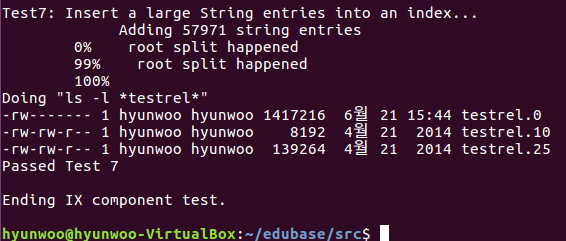 Test7: Insert a large String entries into an index...
Adding 57971 string entries
0% root split happened
99% root split happened
100%
Doing "ls -l *testrel*"
-rw------- 1 hyunwoo hyunwoo 1417216 6월 21 15:44 testrel.0
-rw-rw-r-- 1 hyunwoo hyunwoo 8192 4월 21 2014 testrel.10
-rw-rw-r-- 1 hyunwoo hyunwoo 139264 4월 21 2014 testrel.25
Passed Test 7
Ending IX component test.
hyunwoo@hyunwoo-VirtualBox:~/edubase/src$